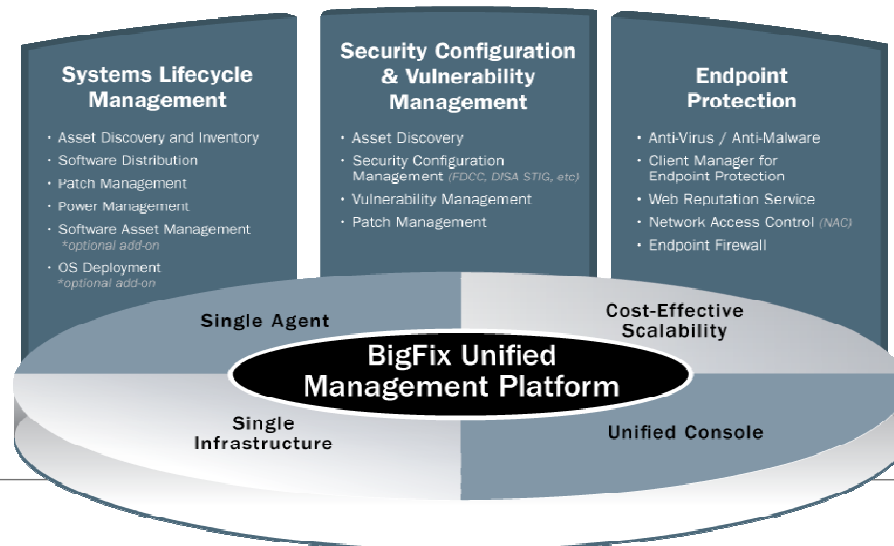 Systems Lifecycle
Management
· Asset Discovery and Inventory
· Software Distribution
· Patch Management
· Power Management
· Software Asset Management
*optional add-on
· OS Deployment
*optional add-on
Security Configuration
& Vulnerability
Management
· Asset Discovery
· Security Configuration
Management (FDCC, DISA STIG, etc)
· Vulnerability Management
· Patch Management
Endpoint
Protection
· Anti-Virus / Anti-Malware
· Client Manager for
Endpoint Protection
· Web Reputation Service
· Network Access Control (NAC)
· Endpoint Firewall
Single Agent
Cost-Effective
Scalability
BigFix Unified
Management Platform
Single
Infrastructure
Unified Console